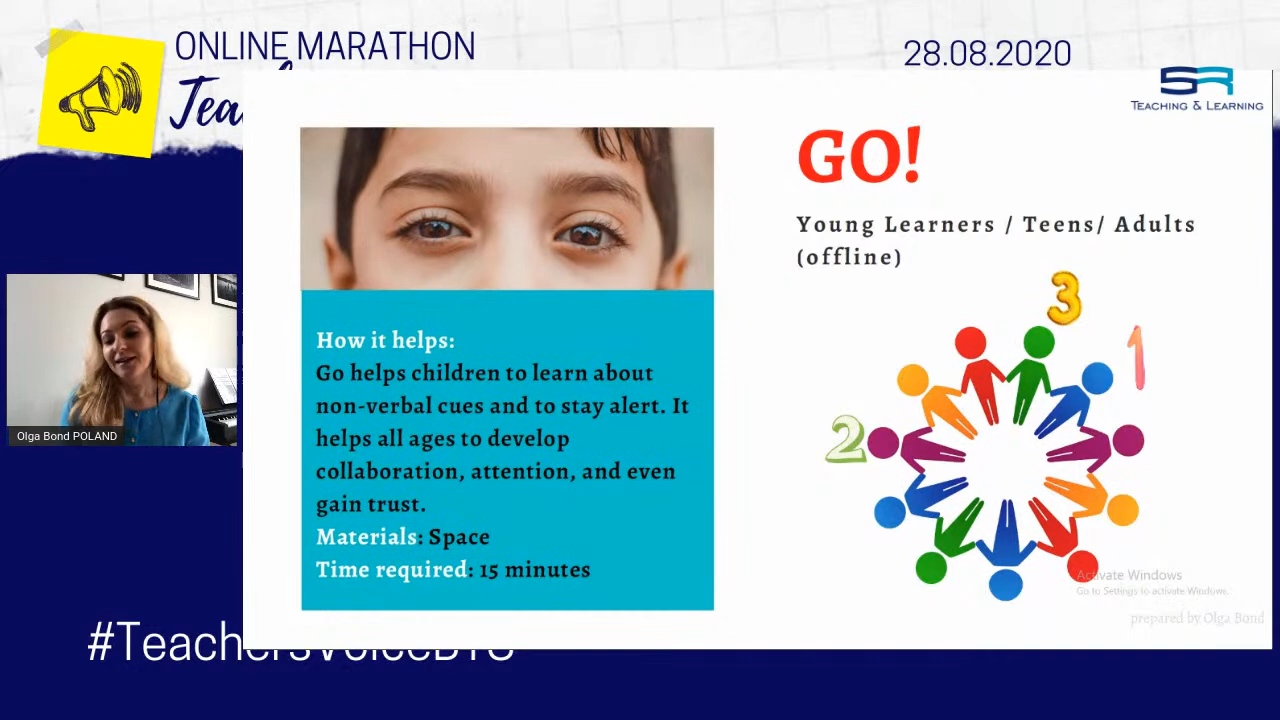 ONLINE MARATHON
28.08.2020
SR
TEACHING & LEARNING
GO!
Young Learners / Teens/ Adults
(offline)
3
1
2
How it helps:
Go helps children to learn about
non-verbal cues and to stay alert. It
helps all ages to develop
collaboration, attention, and even
gain trust.
Materials: Space
Time required: 15 minutes
Olga Bond POLAND
Activate Windows
Go to Settings to activate Windows.
prepared by Olga Bond